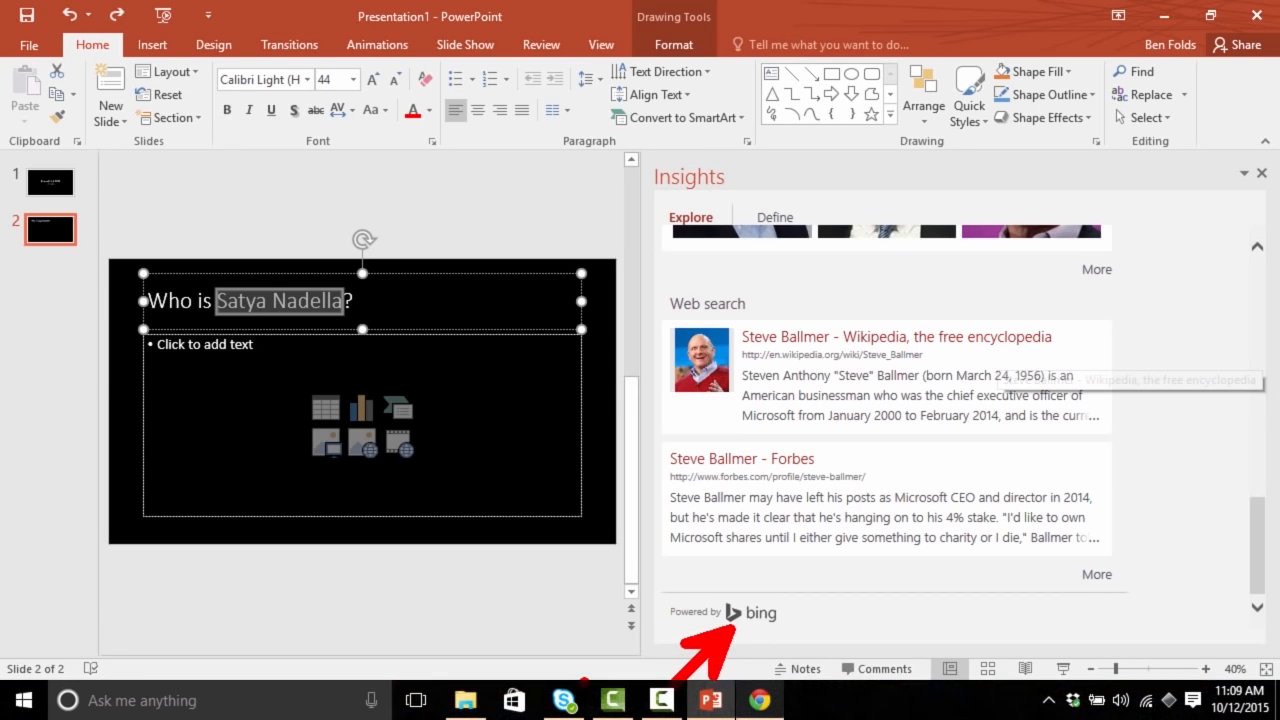 Presentation1 - PowerPoint
Drawing Tools
File
Home
Insert
Design
Transitions
Animations
Slide Show
Review
View
Format
Tell me what you want to do...
Ben Folds
Share
Paste
New
Slide
Layout
Reset
Section
Calibri Light (H
44
B I U S abc AV Aa A
Text Direction
Align Text
Convert to SmartArt
Arrange
Quick
Styles
Shape Fill
Shape Outline
Shape Effects
Find
Replace
Select
Clipboard
Slides
Font
Paragraph
Drawing
Editing
1
2
Who is Satya Nadella?
• Click to add text
Insights
Explore
Define
More
Web search
Steve Ballmer - Wikipedia, the free encyclopedia
http://en.wikipedia.org/wiki/Steve_Ballmer
Steven Anthony "Steve" Ballmer (born March 24, 1956) is an
American businessman who was the chief executive officer of
Microsoft from January 2000 to February 2014, and is the curr...
Wikipedia, the free encyclopedia
Steve Ballmer - Forbes
http://www.forbes.com/profile/steve-ballmer/
Steve Ballmer may have left his posts as Microsoft CEO and director in 2014,
but he's made it clear that he's hanging on to his 4% stake. "I'd like to own
Microsoft shares until I either give something to charity or I die," Ballmer to...
More
Powered by bing
Slide 2 of 2
Notes
Comments
40%
Ask me anything
11:09 AM
10/12/2015